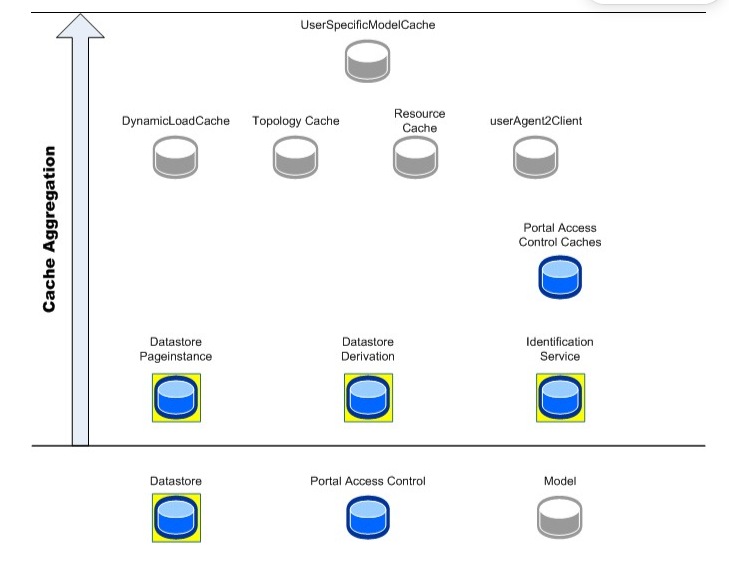 UserSpecificModelCache
DynamicLoadCache
Topology Cache
Resource
Cache
userAgent2Client
Cache Aggregation
Portal Access
Control Caches
Datastore
Pageinstance
Datastore
Derivation
Identification
Service
Datastore
Portal Access Control
Model